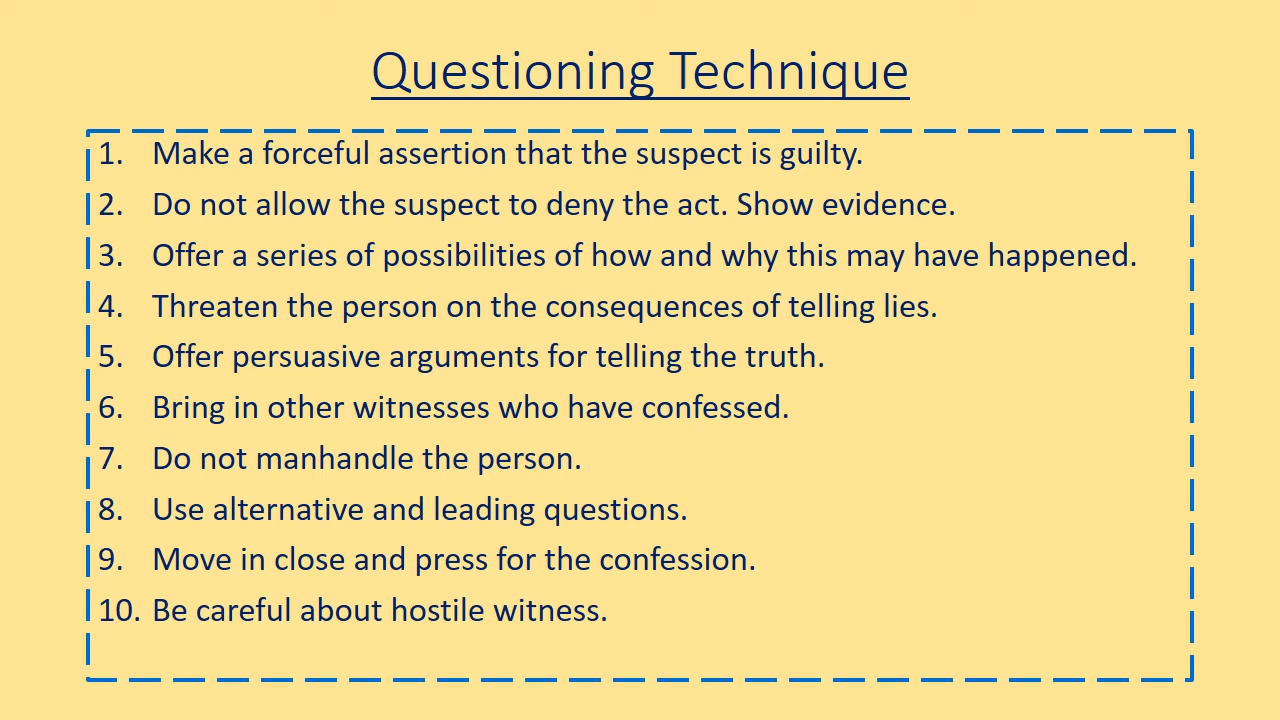 Questioning Technique
1. Make a forceful assertion that the suspect is guilty.
2. Do not allow the suspect to deny the act. Show evidence.
3. Offer a series of possibilities of how and why this may have happened.
4. Threaten the person on the consequences of telling lies.
5. Offer persuasive arguments for telling the truth.
6. Bring in other witnesses who have confessed.
7. Do not manhandle the person.
8. Use alternative and leading questions.
9. Move in close and press for the confession.
10. Be careful about hostile witness.